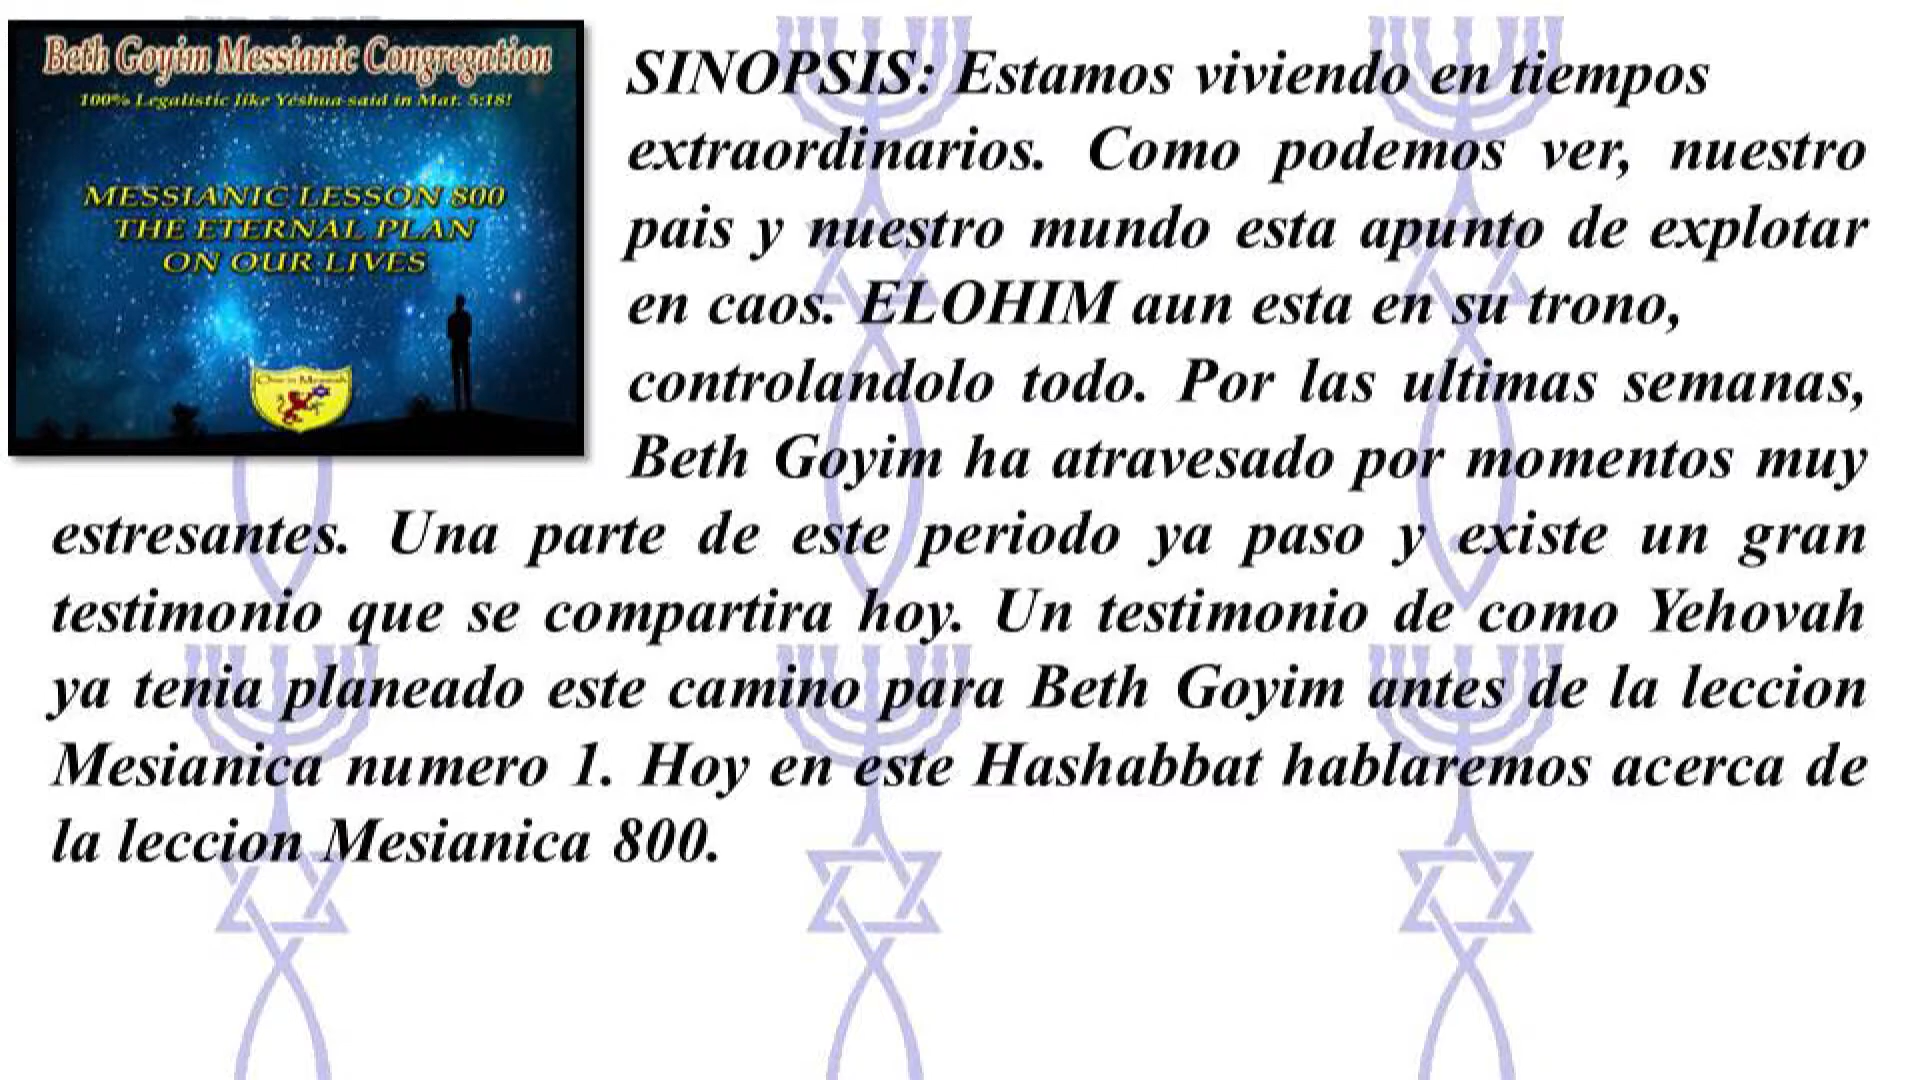 Beth Goyim Messianic Congregation
100% Legalistic like Yeshua said in Mat. 5:18!
MESSIANIC LESSON 800
THE ETERNAL PLAN
ON OUR LIVES
One in Messiah
SINOPSIS: Estamos viviendo en tiempos
extraordinarios. Como podemos ver, nuestro
pais y nuestro mundo esta apunto de explotar
en caos. ELOHIM aun esta en su trono,
controlandolo todo. Por las ultimas semanas,
Beth Goyim ha atravesado por momentos muy
estresantes. Una parte de este periodo ya paso y existe un gran
testimonio que se compartira hoy. Un testimonio de como Yehovah
ya tenia planeado este camino para Beth Goyim antes de la leccion
Mesianica numero 1. Hoy en este Hashabbat hablaremos acerca de
la leccion Mesianica 800.